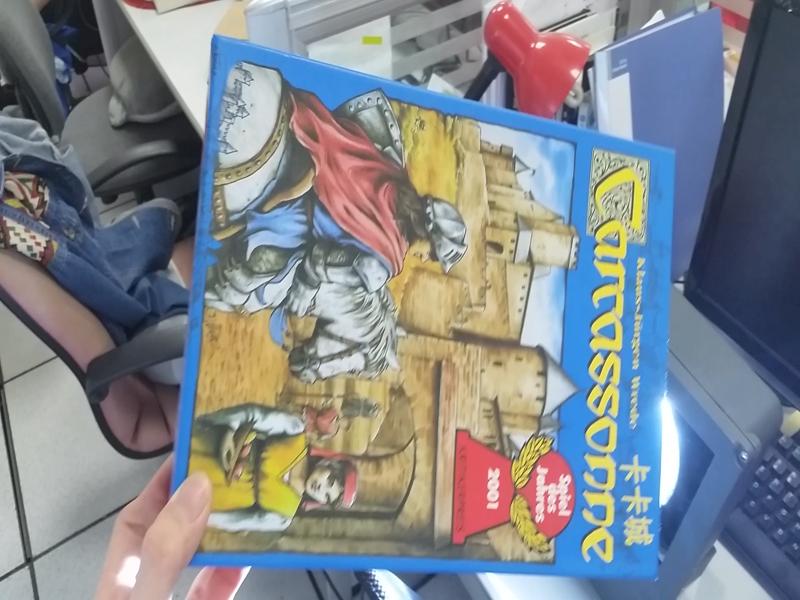 Klaus-Jürgen Wrede
Carcassonne
卡卡城
Spiel
des
Jahres
2001